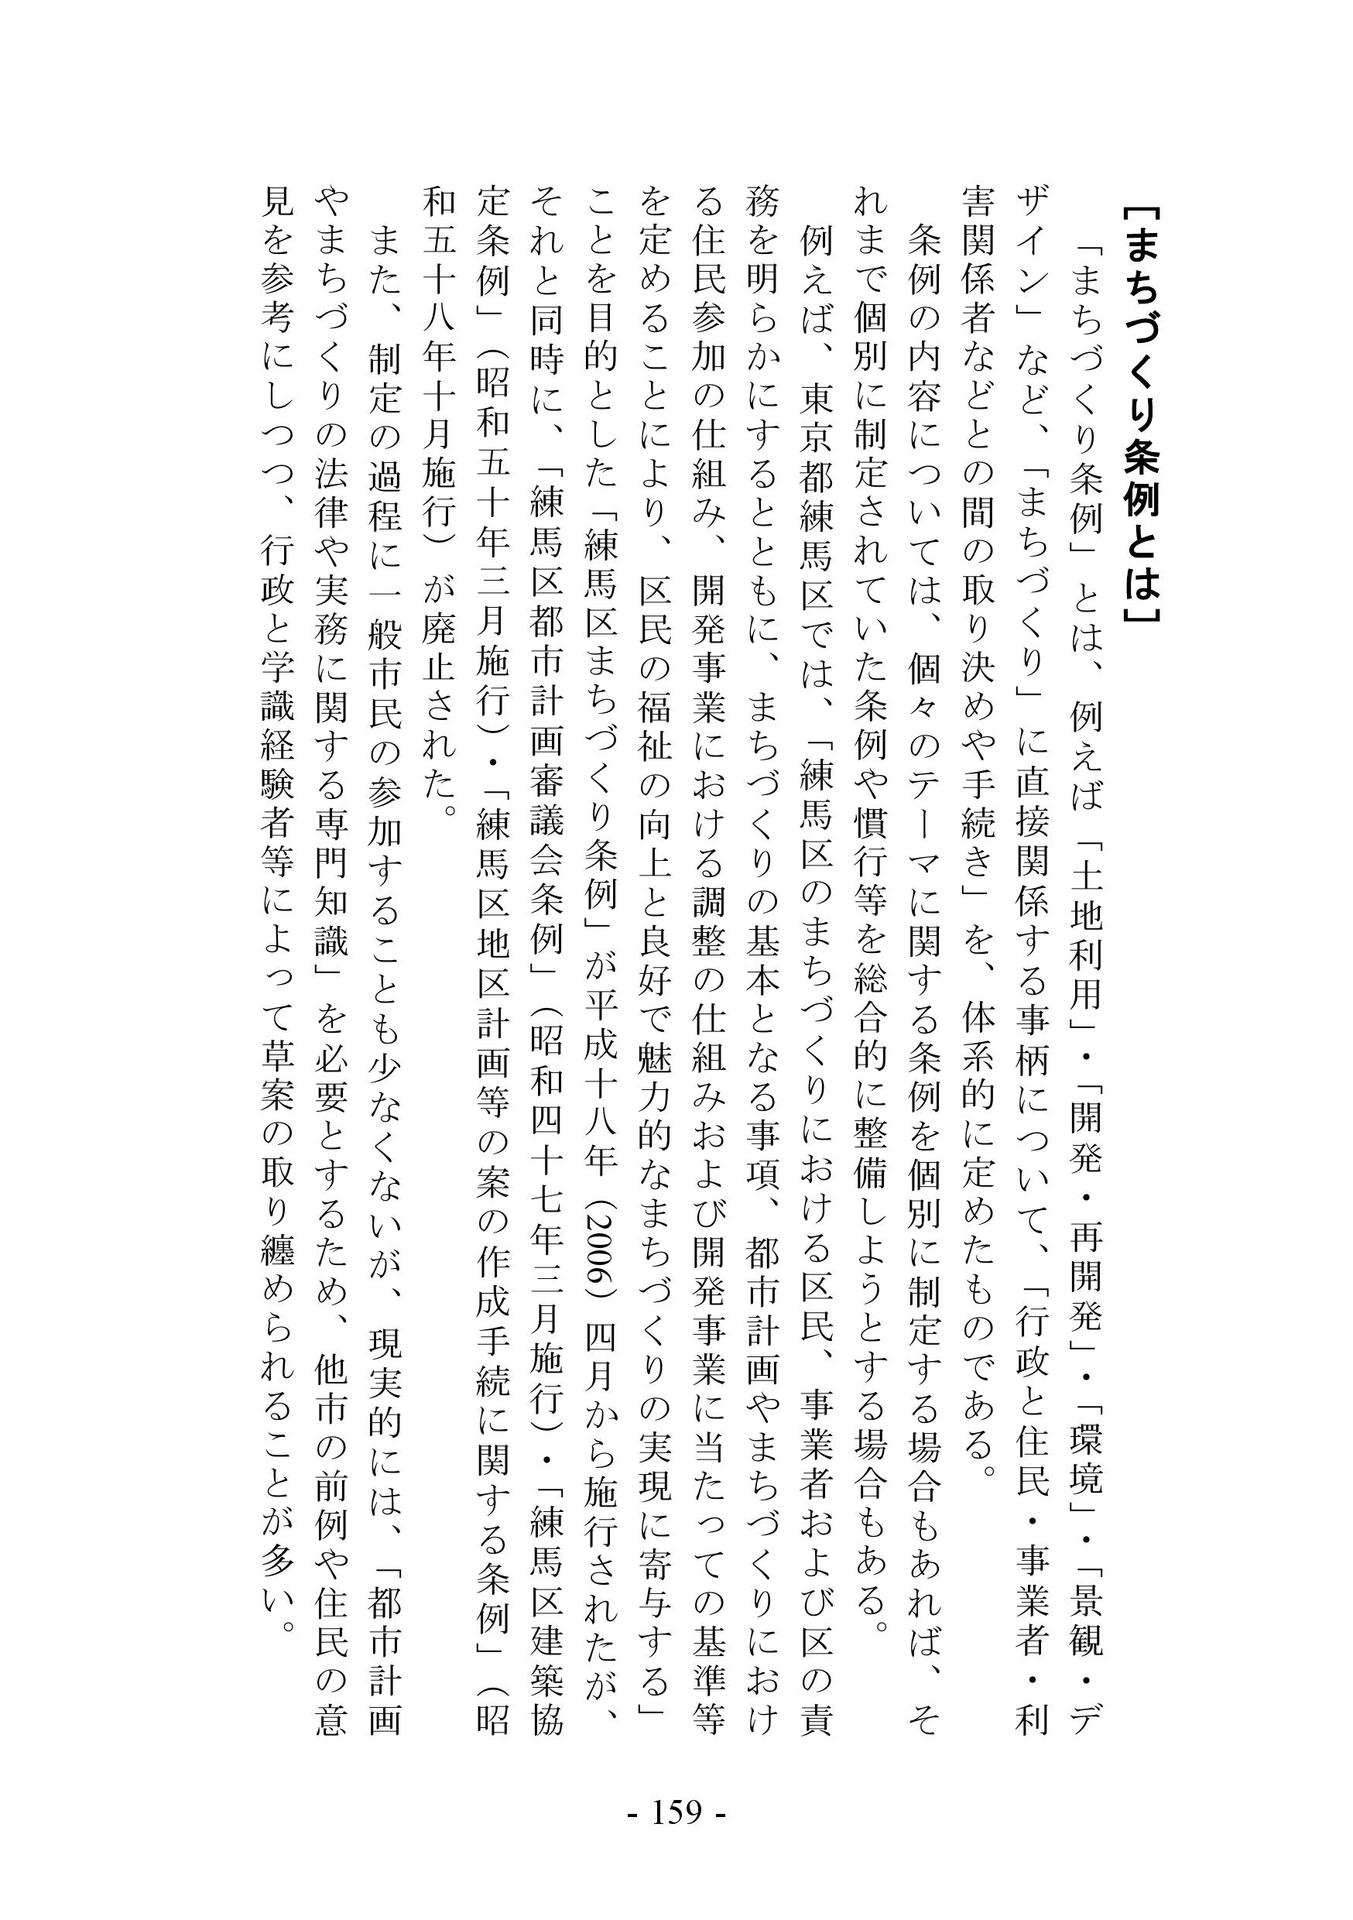 ［まちづくり条例とは］
「まちづくり条例」とは、例えば「土地利用」・「開発・再開発」・「環境」・「景観・デ
ザイン」など、「まちづくり」に直接関係する事柄について、「行政と住民・事業者・利
害関係者などとの間の取り決めや手続き」を、体系的に定めたものである。
条例の内容については、個々のテーマに関する条例を個別に制定する場合もあれば、そ
れまで個別に制定されていた条例や慣行等を総合的に整備しようとする場合もある。
例えば、東京都練馬区では、「練馬区のまちづくりにおける区民、事業者および区の責
務を明らかにするとともに、まちづくりの基本となる事項、都市計画やまちづくりにおけ
る住民参加の仕組み、開発事業における調整の仕組みおよび開発事業に当たっての基準等
を定めることにより、区民の福祉の向上と良好で魅力的なまちづくりの実現に寄与する」
ことを目的とした「練馬区まちづくり条例」が平成十八年（2006）四月から施行されたが、
それと同時に、「練馬区都市計画審議会条例」（昭和四十七年三月施行）・「練馬区建築協
定条例」（昭和五十年三月施行）・「練馬区地区計画等の案の作成手続に関する条例」（昭
和五十八年十月施行）が廃止された。
また、制定の過程に一般市民の参加することも少なくないが、現実的には、「都市計画
やまちづくりの法律や実務に関する専門知識」を必要とするため、他市の前例や住民の意
見を参考にしつつ、行政と学識経験者等によって草案の取り纏められることが多い。
- 159 -